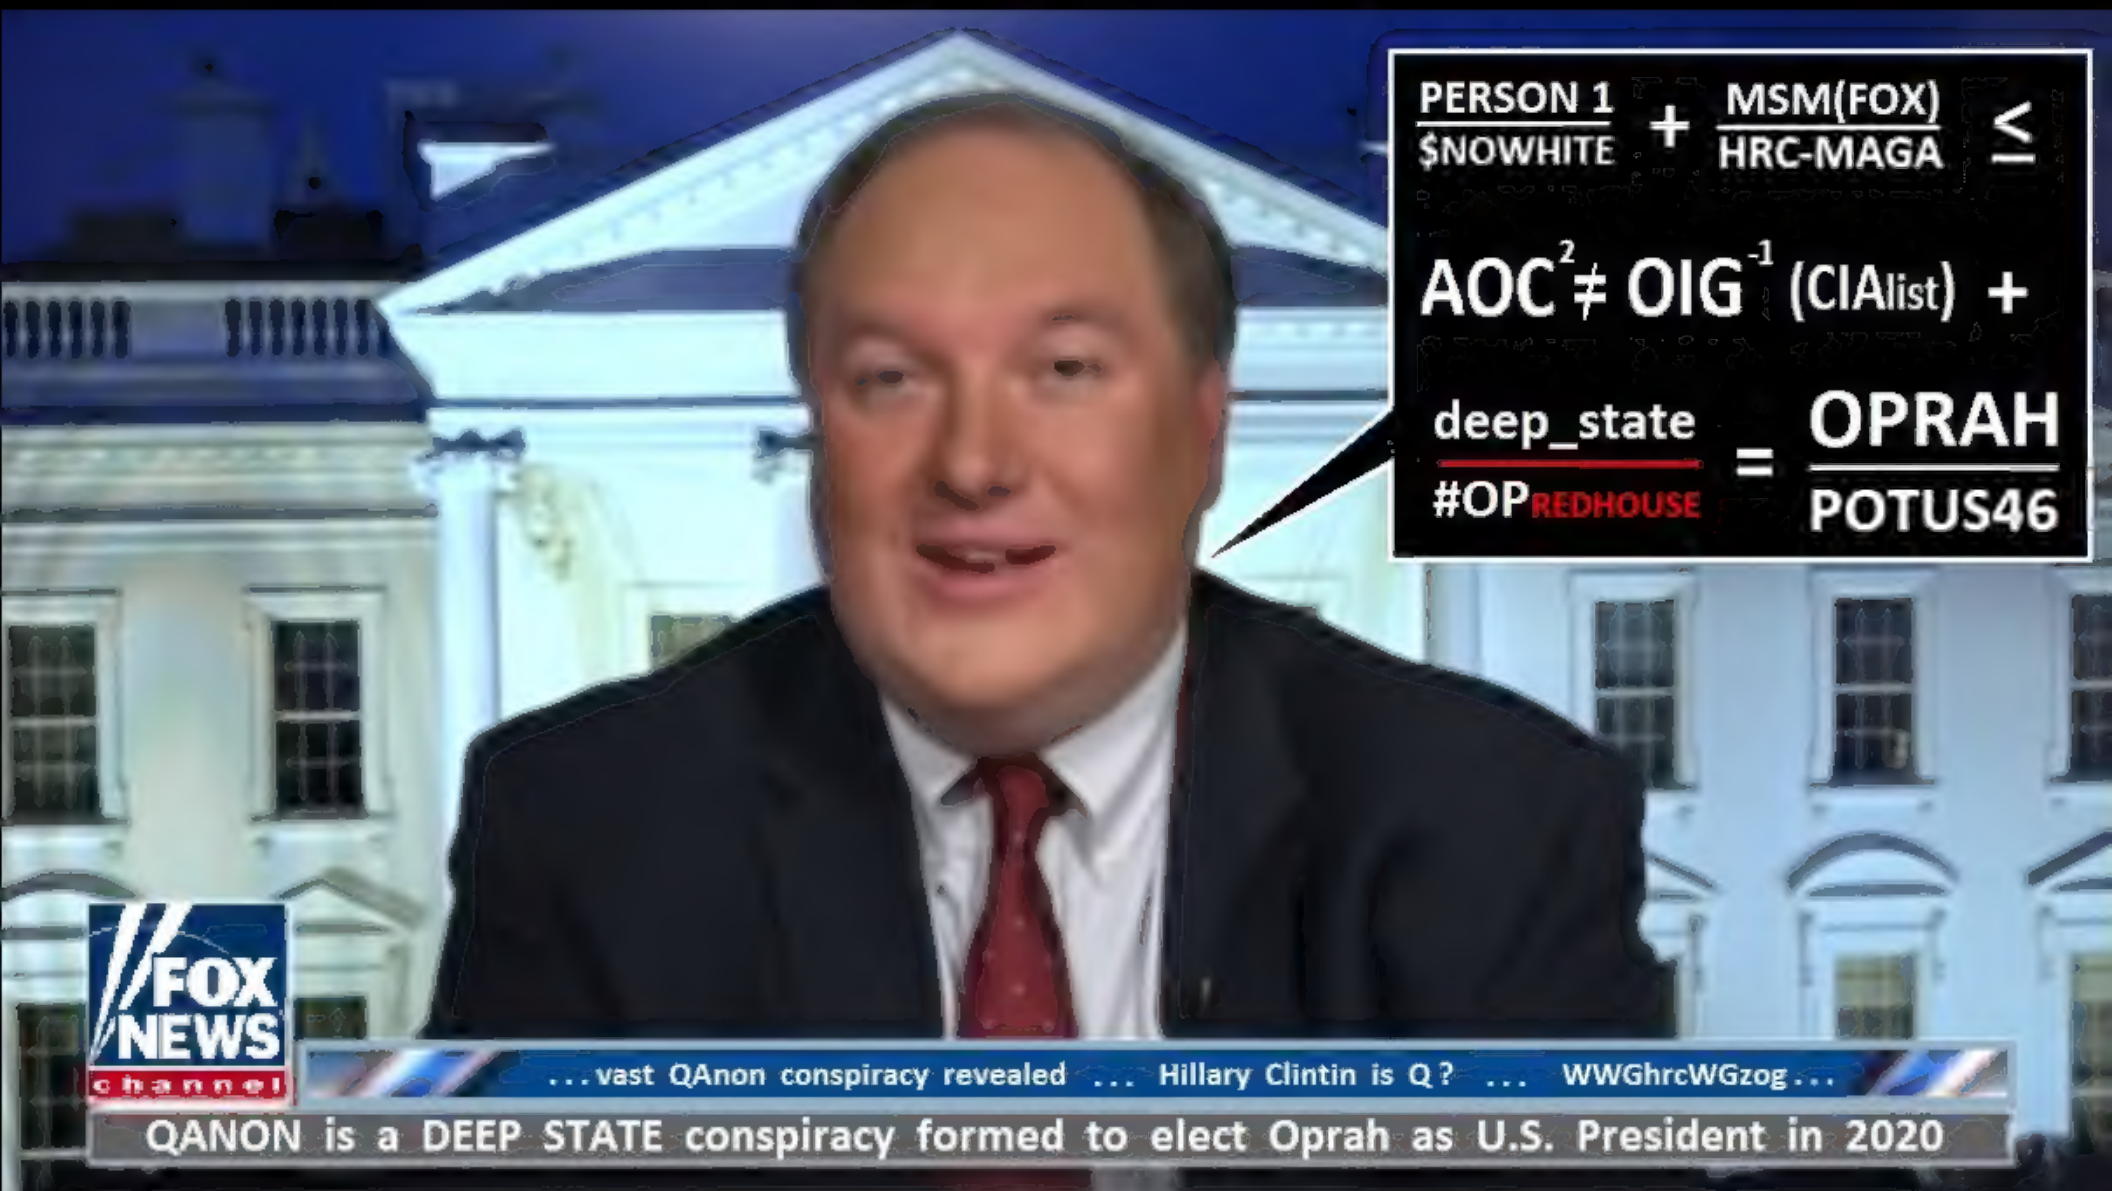 PERSON 1 + MSM(FOX) ≤
$NOWHITE HRC-MAGA
AOC² ≠ OIG⁻¹ (CIAlist) +
deep_state = OPRAH
#OPREDHOUSE POTUS46
FOX
NEWS
channel
...vast QAnon conspiracy revealed ... Hillary Clintin is Q? ... WWGhrcWGzog...
QANON is a DEEP STATE conspiracy formed to elect Oprah as U.S. President in 2020